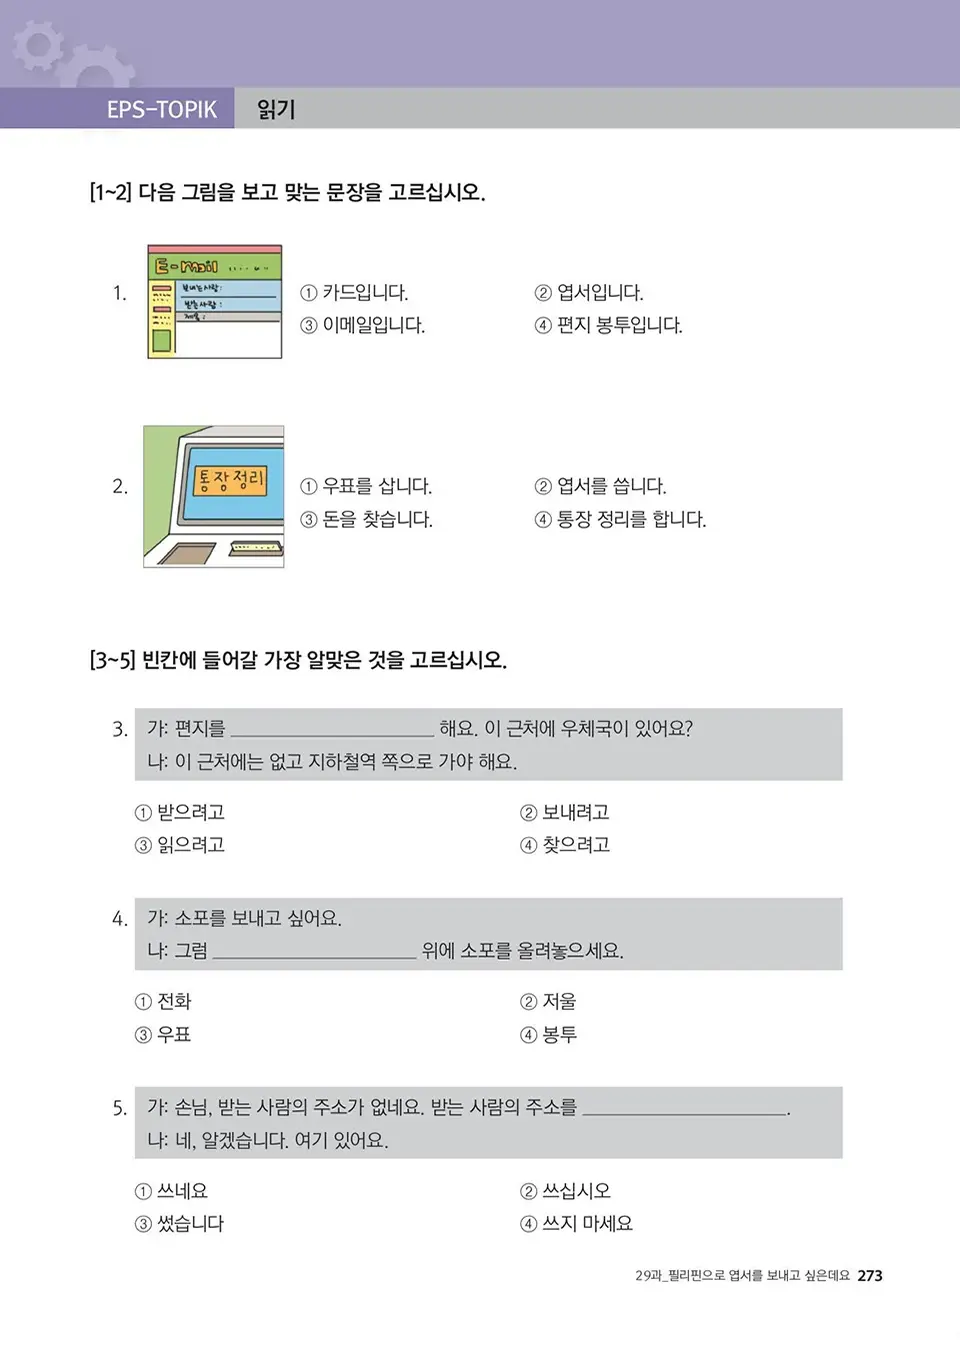 EPS-TOPIK 읽기
[1~2] 다음 그림을 보고 맞는 문장을 고르십시오.
1.
E-mail
보내는사람:
받는사람:
제목:
① 카드입니다. ② 엽서입니다.
③ 이메일입니다. ④ 편지 봉투입니다.
2.
통장정리
① 우표를 삽니다. ② 엽서를 씁니다.
③ 돈을 찾습니다. ④ 통장 정리를 합니다.
[3~5] 빈칸에 들어갈 가장 알맞은 것을 고르십시오.
3. 가: 편지를 ____________________ 해요. 이 근처에 우체국이 있어요?
나: 이 근처에는 없고 지하철역 쪽으로 가야 해요.
① 받으려고 ② 보내려고
③ 읽으려고 ④ 찾으려고
4. 가: 소포를 보내고 싶어요.
나: 그럼 ____________________ 위에 소포를 올려놓으세요.
① 전화 ② 저울
③ 우표 ④ 봉투
5. 가: 손님, 받는 사람의 주소가 없네요. 받는 사람의 주소를 ____________________.
나: 네, 알겠습니다. 여기 있어요.
① 쓰네요 ② 쓰십시오
③ 썼습니다 ④ 쓰지 마세요
29과_필리핀으로 엽서를 보내고 싶은데요 273